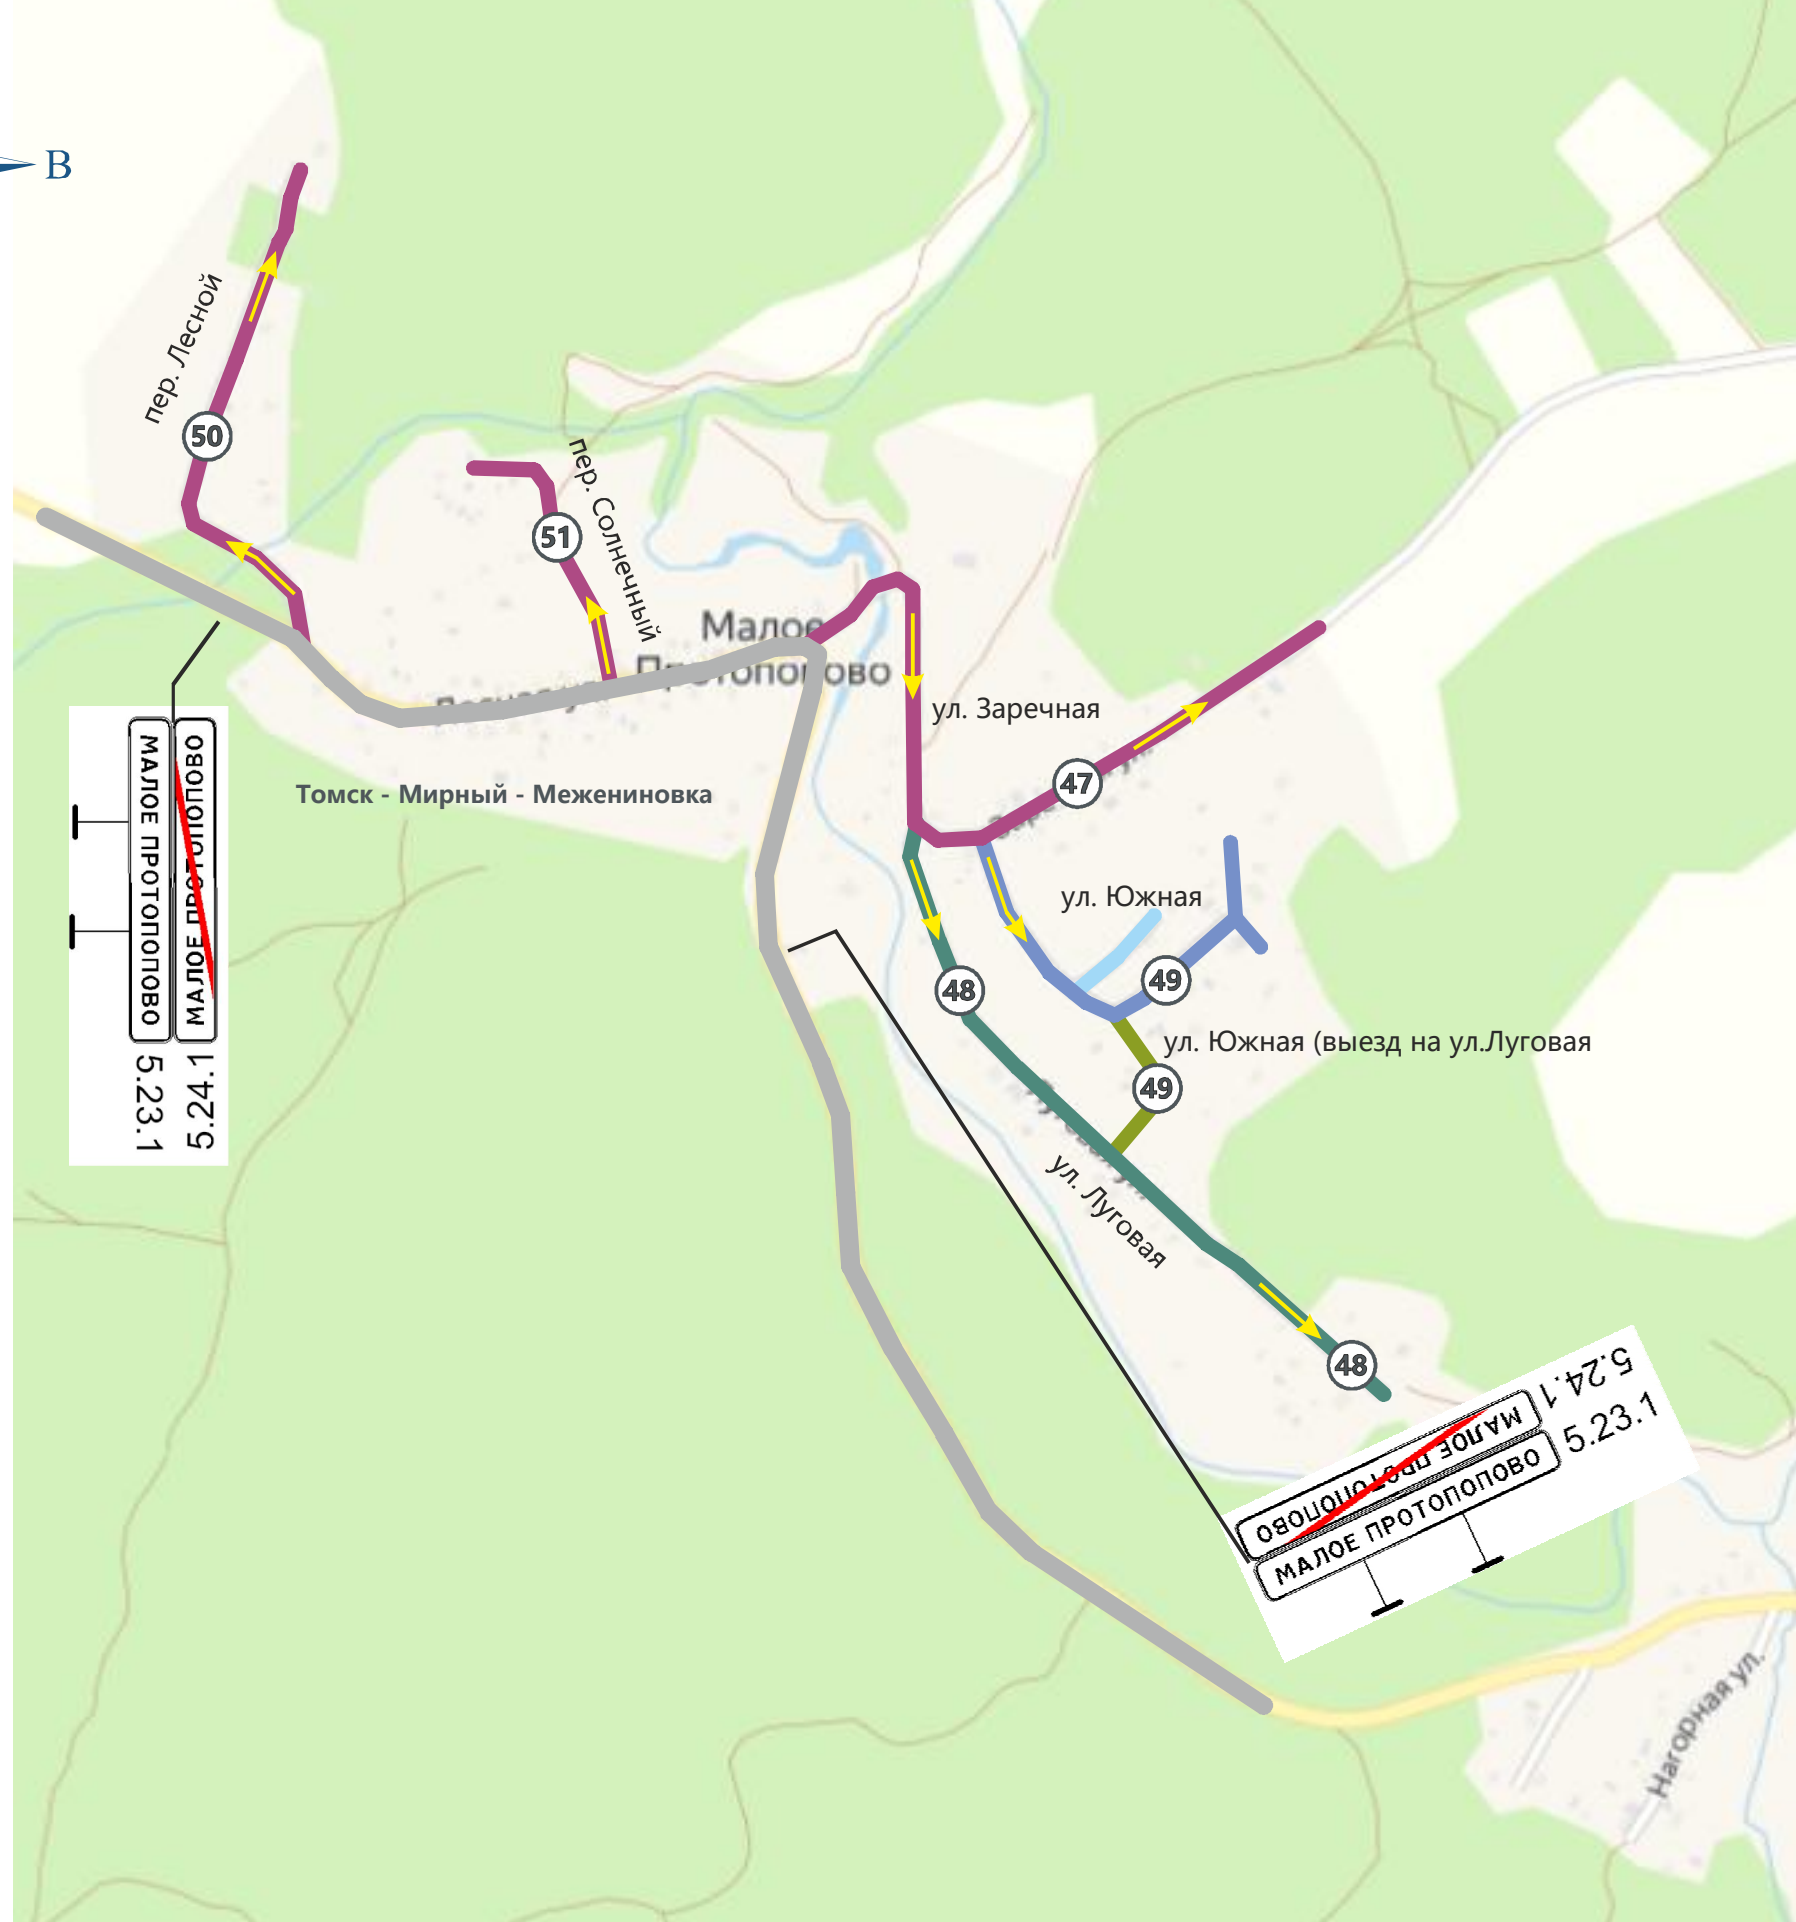 В
пер. Лесной
50
пер. Солнечный
51
Малое
Протопопово
ул. Заречная
47
Томск - Мирный - Межениновка
МАЛОЕ ПРОТОПОПОВО
5.24.1
МАЛОЕ ПРОТОПОПОВО
5.23.1
ул. Южная
49
48
ул. Южная (выезд на ул.Луговая
49
ул. Луговая
48
МАЛОЕ ПРОТОПОПОВО
5.24.1
МАЛОЕ ПРОТОПОПОВО
5.23.1
Нагорная ул.